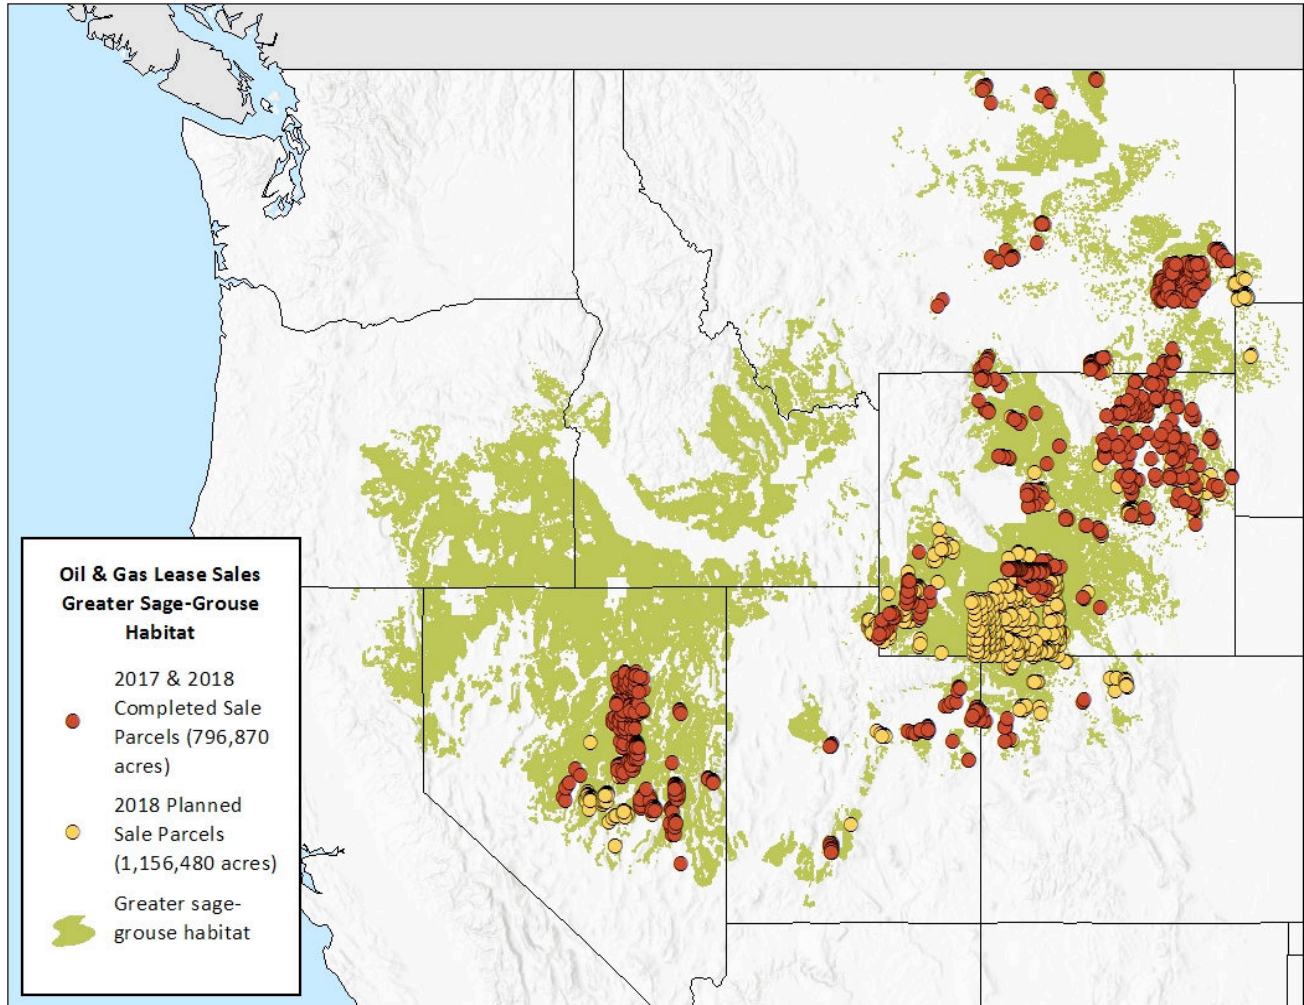 Oil & Gas Lease Sales
Greater Sage-Grouse
Habitat
2017 & 2018
Completed Sale
Parcels (796,870
acres)
2018 Planned
Sale Parcels
(1,156,480 acres)
Greater sage-
grouse habitat